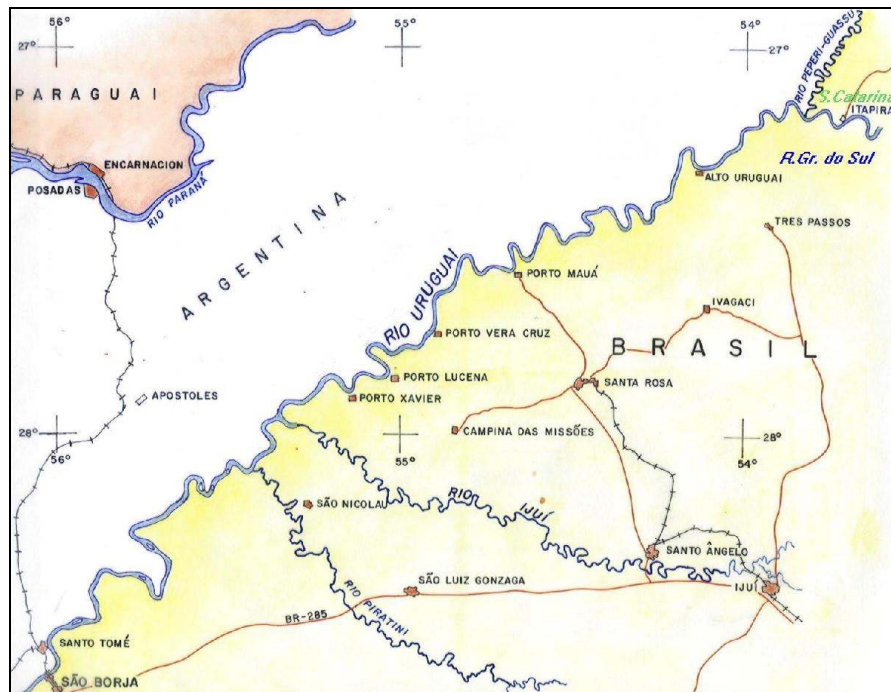 56°
55°
54°
27°
27°
RIO PEPERI-GUASSU
PARAGUAI
S. Catarina
ITAPIRA
ENCARNACION
R.Gr. do Sul
POSADAS
ALTO URUGUAI
RIO PARANÁ
ARGENTINA
TRES PASSOS
RIO URUGUAI
PORTO MAUÁ
IVAGACI
PORTO VERA CRUZ
BRASIL
PORTO LUCENA
SANTA ROSA
APOSTOLES
PORTO XAVIER
28°
CAMPINA DAS MISSÕES
28°
56°
55°
54°
RIO IJUÍ
SÃO NICOLAU
SANTO ÂNGELO
SÃO LUIZ GONZAGA
IJUÍ
RIO PIRATINI
BR-285
SANTO TOMÉ
SÃO BORJA